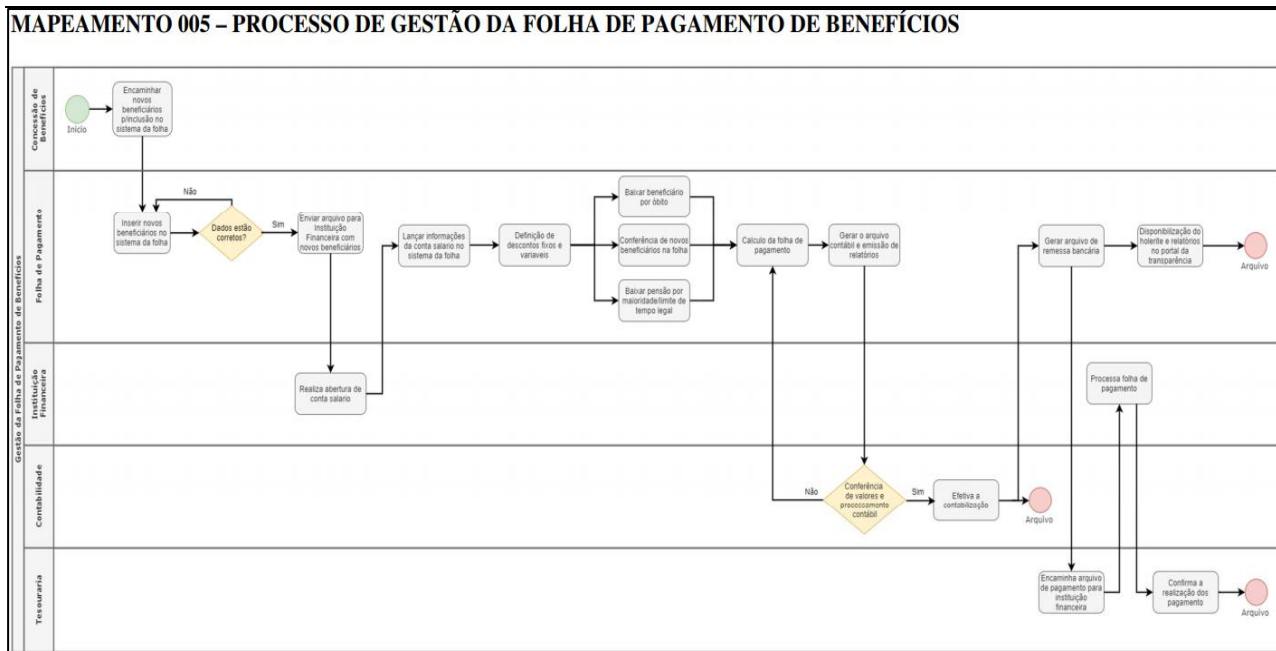 MAPEAMENTO 005 – PROCESSO DE GESTÃO DA FOLHA DE PAGAMENTO DE BENEFÍCIOS
Gestão da Folha de Pagamento de Benefícios
Concessão de
Benefícios
Início
Encaminhar
novos
beneficiários
p/inclusão no
sistema da folha
Folha de Pagamento
Inserir novos
beneficiários no
sistema da folha
Não
Dados estão
corretos?
Sim
Enviar arquivo para
Instituição
Financeira com
novos beneficiários
Lançar informações
da conta salario no
sistema da folha
Definição de
descontos fixos e
variaveis
Baixar beneficiário
por óbito
Conferência de novos
beneficiários na folha
Baixar pensão por
maioridade/limite de
tempo legal
Calculo da folha de
pagamento
Gerar o arquivo
contábil e emissão de
relatórios
Gerar arquivo de
remessa bancária
Disponibilização do
holerite e relatórios
no portal da
transparência
Arquivo
Instituição
Financeira
Realiza abertura de
conta salario
Processa folha de
pagamento
Contabilidade
Não
Conferência
de valores e
processamento
contábil
Sim
Efetiva a
contabilização
Arquivo
Tesouraria
Encaminha arquivo
de pagamento para
instituição
financeira
Confirma a
realização dos
pagamento
Arquivo